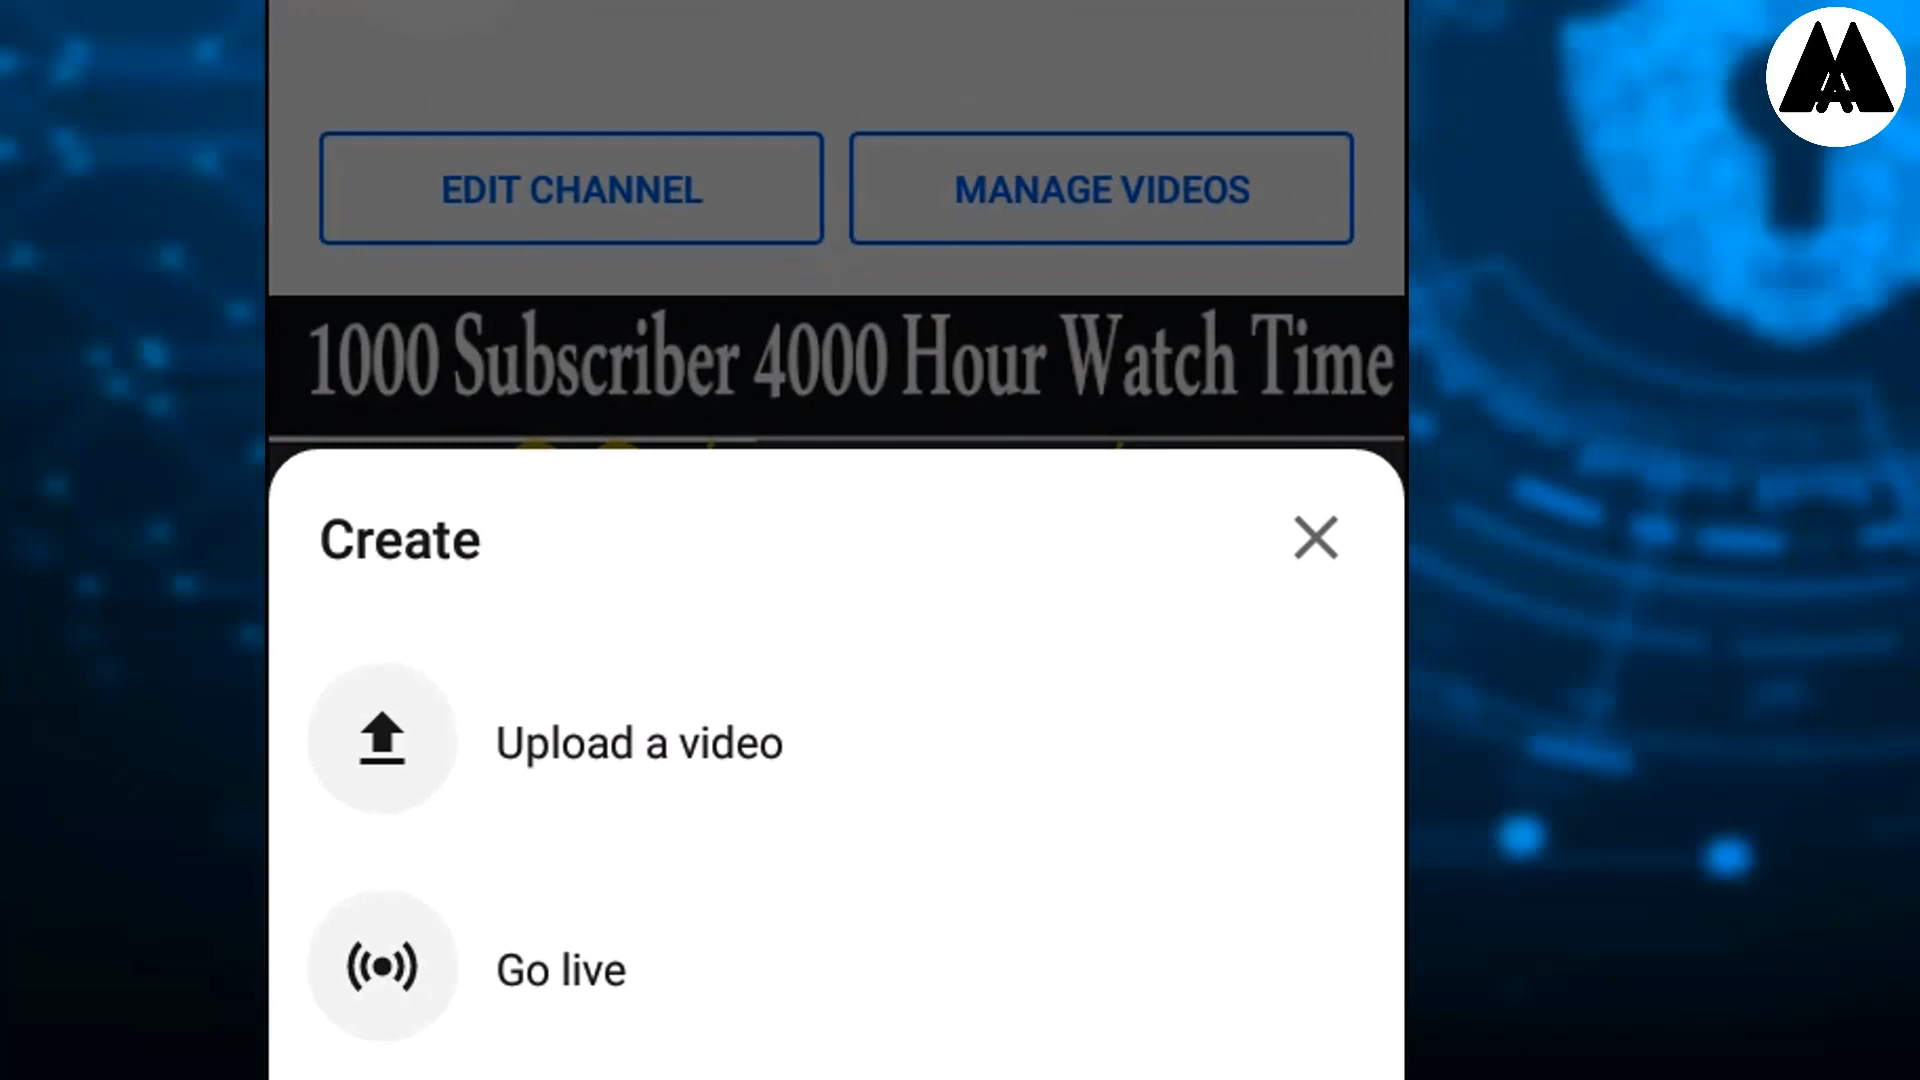 EDIT CHANNEL
MANAGE VIDEOS
1000 Subscriber 4000 Hour Watch Time
Create
Upload a video
Go live